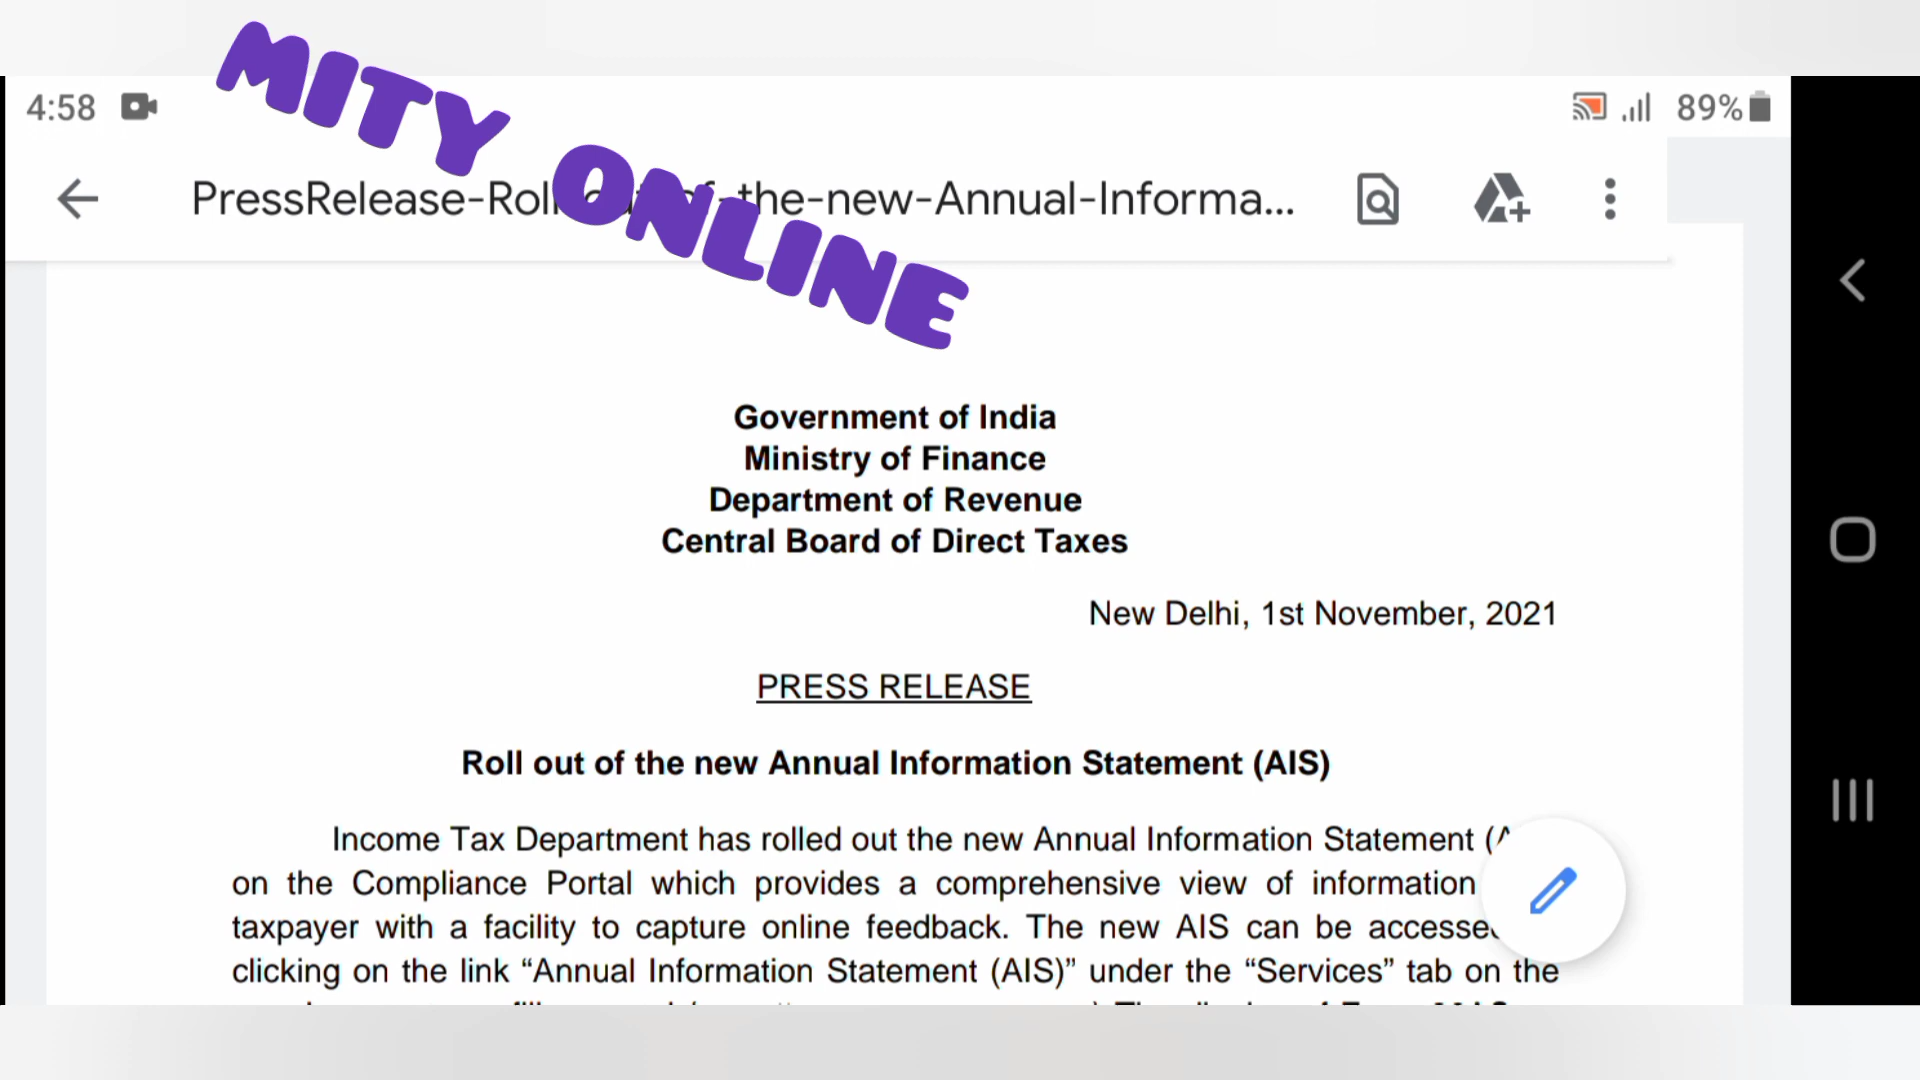 MITY ONLINE
4:58
89%
PressRelease-Rol the-new-Annual-Informa...
Government of India
Ministry of Finance
Department of Revenue
Central Board of Direct Taxes
New Delhi, 1st November, 2021
PRESS RELEASE
Roll out of the new Annual Information Statement (AIS)
Income Tax Department has rolled out the new Annual Information Statement
on the Compliance Portal which provides a comprehensive view of information
taxpayer with a facility to capture online feedback. The new AIS can be
clicking on the link “Annual Information Statement (AIS)” under the “Services” tab on the